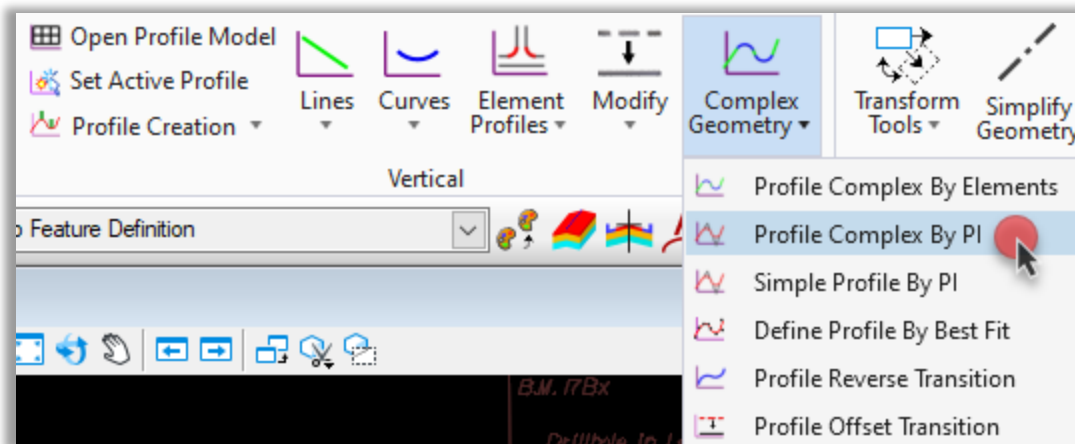 Open Profile Model
Set Active Profile
Profile Creation
Lines
Curves
Element
Profiles
Modify
Complex
Geometry
Transform
Tools
Simplify
Geometry
Vertical
Feature Definition
Profile Complex By Elements
Profile Complex By PI
Simple Profile By PI
Define Profile By Best Fit
Profile Reverse Transition
Profile Offset Transition
B.M. 17Bx